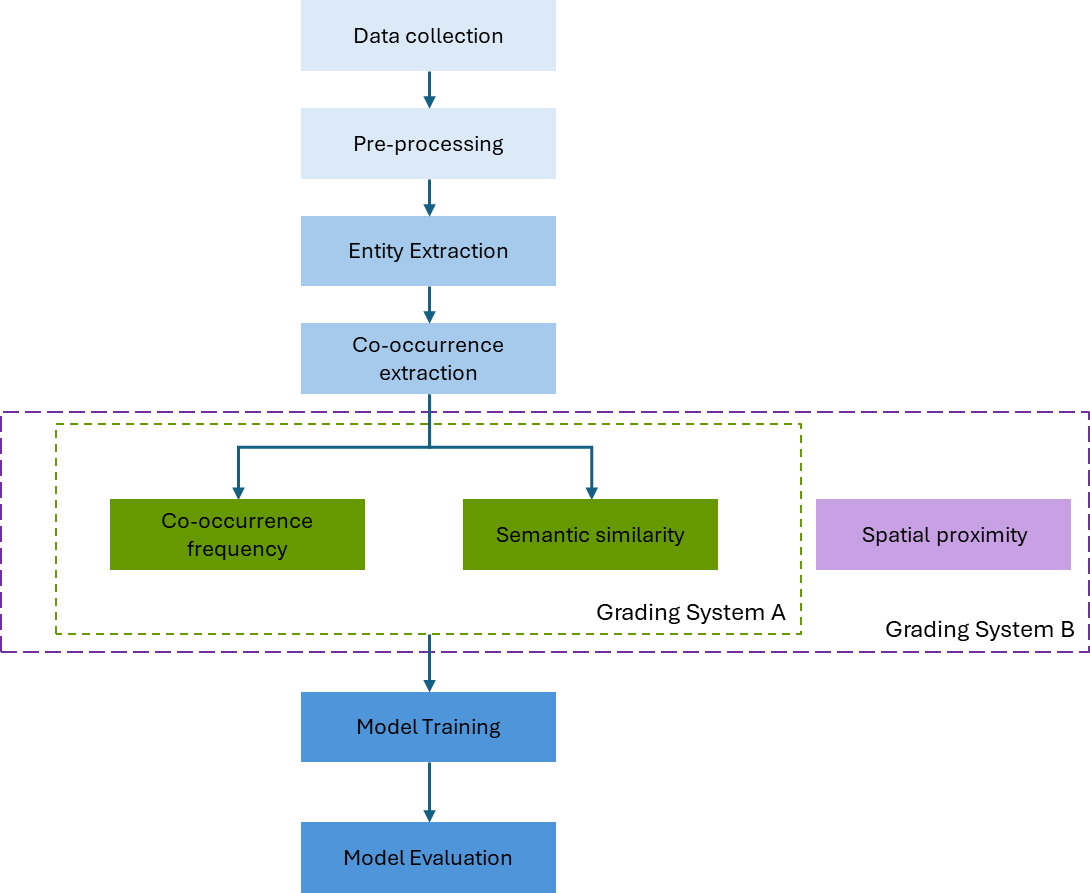 Data collection
Pre-processing
Entity Extraction
Co-occurrence
extraction
Co-occurrence
frequency
Semantic similarity
Spatial proximity
Grading System A
Grading System B
Model Training
Model Evaluation